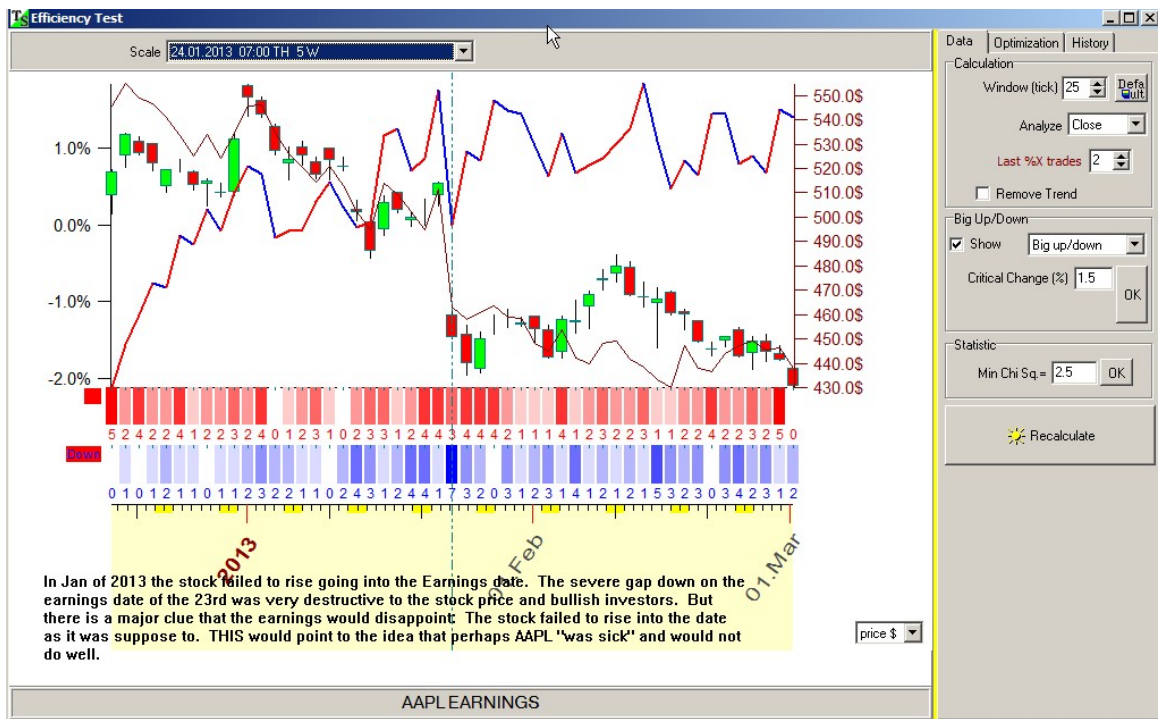 Efficiency Test
Scale 24.01.2013 07:00 TH 5 W
Data Optimization History
Calculation
Window (tick) 25 Defa ult
Analyze Close
Last %X trades 2
Remove Trend
Big Up/Down
Show Big up/down
Critical Change (%) 1.5
OK
Statistic
Min Chi Sq.= 2.5 OK
Recalculate
1.0%
0.0%
-1.0%
-2.0%
550.0$
540.0$
530.0$
520.0$
510.0$
500.0$
490.0$
480.0$
470.0$
460.0$
450.0$
440.0$
430.0$
5 2 4 2 2 4 1 2 2 3 2 4 0 1 2 3 1 0 2 3 3 2 4 4 3 4 4 4 2 1 1 4 1 2 3 2 3 1 1 2 2 4 2 2 3 2 5 0
Down
0 1 0 1 2 1 1 0 1 1 2 3 2 2 1 1 0 2 4 3 1 2 4 4 1 7 3 2 0 3 1 2 3 1 4 1 2 1 2 1 5 3 2 3 0 3 4 2 3 1 2
2013
Feb
01.Mar
In Jan of 2013 the stock failed to rise going into the Earnings date. The severe gap down on the
earnings date of the 23rd was very destructive to the stock price and bullish investors. But
there is a major clue that the earnings would disappoint. The stock failed to rise into the date
as it was suppose to. THIS would point to the idea that perhaps AAPL "was sick" and would not
do well.
price $
AAPL EARNINGS